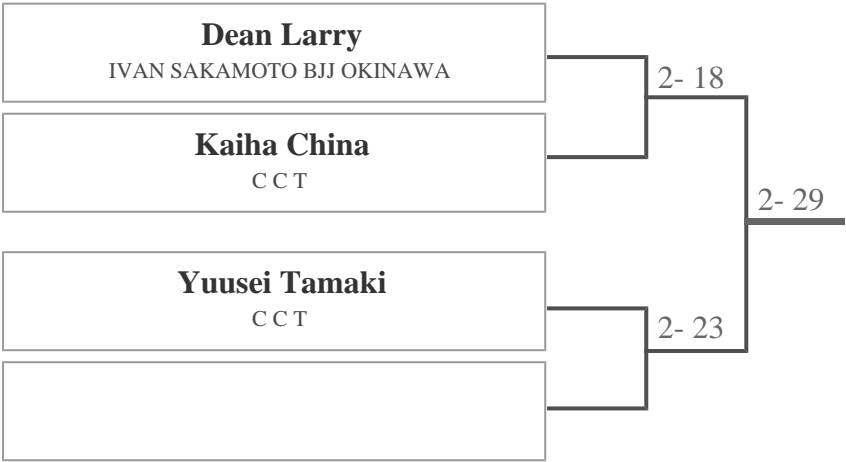 Dean Larry
IVAN SAKAMOTO BJJ OKINAWA
2- 18
Kaiha China
C C T
2- 29
Yuusei Tamaki
C C T
2- 23